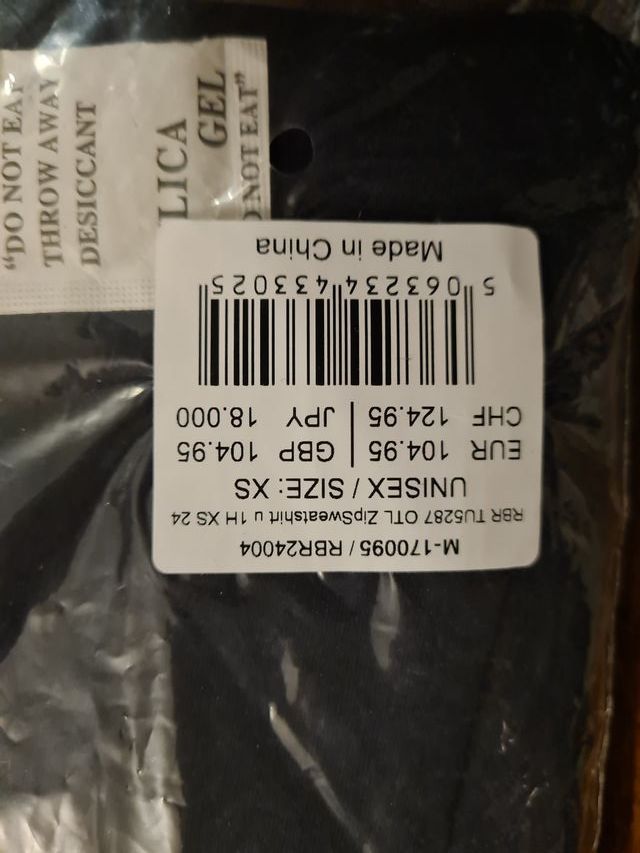 "DO NOT EAT
THROW AWAY
DESICCANT
LICA
GEL
NOT EAT"
M-170095 / RBR24004
RBR TU5287 OTL ZipSweatshirt u 1H XS 24
UNISEX / SIZE: XS
EUR 104.95 | GBP 104.95
CHF 124.95 | JPY 18.000
5 063234 433025
Made in China